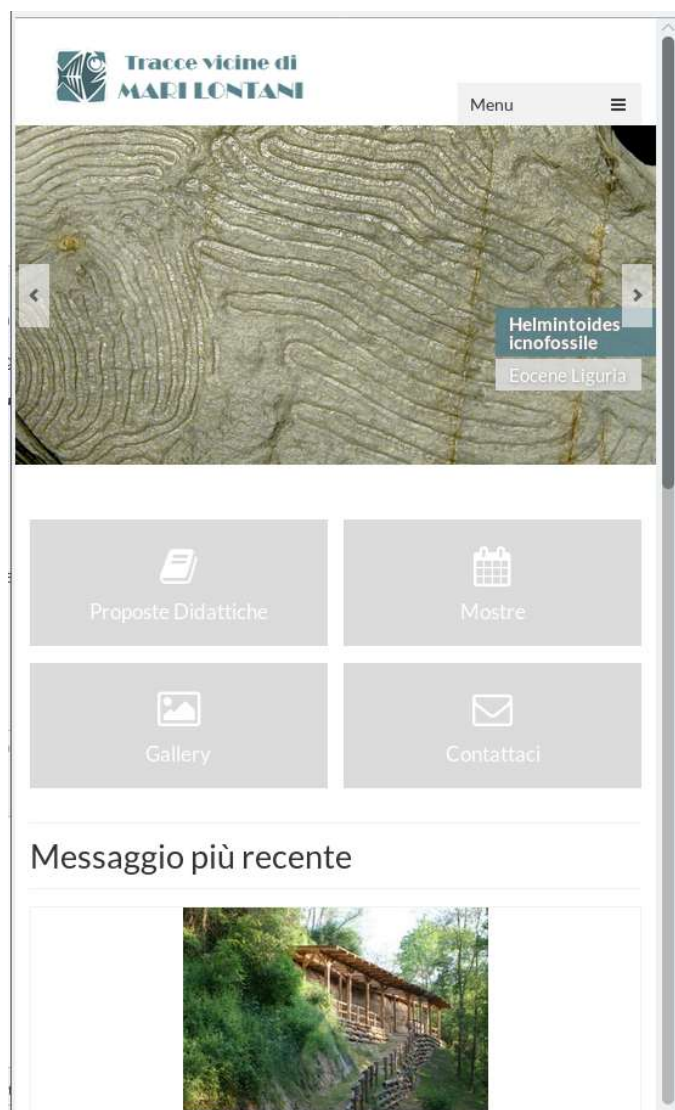 Tracce vicine di
MARI LONTANI
Menu
Helmintoides
icnofossile
Eocene Liguria
Proposte Didattiche
Mostre
Gallery
Contattaci
Messaggio più recente